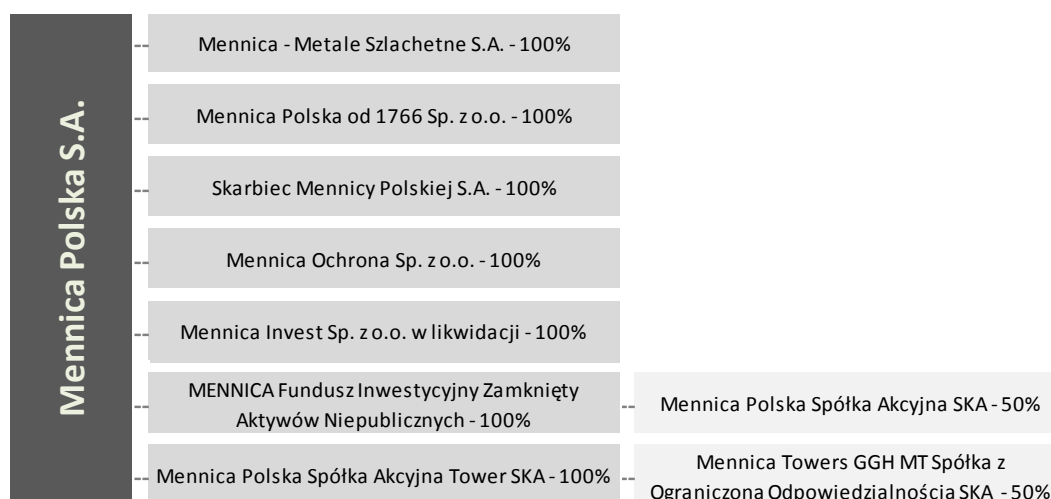 Mennica Polska S.A.
Mennica - Metale Szlachetne S.A. - 100%
Mennica Polska od 1766 Sp. z o.o. - 100%
Skarbiec Mennicy Polskiej S.A. - 100%
Mennica Ochrona Sp. z o.o. - 100%
Mennica Invest Sp. z o.o. w likwidacji - 100%
MENNICA Fundusz Inwestycyjny Zamknięty
Aktywów Niepublicznych - 100%
Mennica Polska Spółka Akcyjna SKA - 50%
Mennica Polska Spółka Akcyjna Tower SKA - 100%
Mennica Towers GGH MT Spółka z
Ograniczoną Odpowiedzialnością SKA - 50%